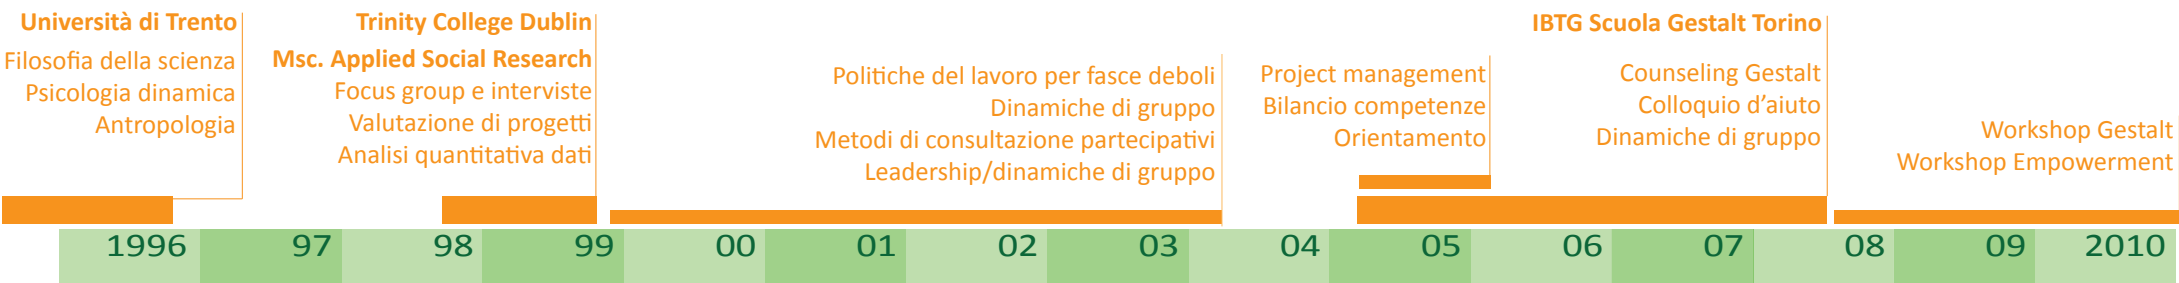 Università di Trento
Filosofia della scienza
Psicologia dinamica
Antropologia
Trinity College Dublin
Msc. Applied Social Research
Focus group e interviste
Valutazione di progetti
Analisi quantitativa dati
Politiche del lavoro per fasce deboli
Dinamiche di gruppo
Metodi di consultazione partecipativi
Leadership/dinamiche di gruppo
Project management
Bilancio competenze
Orientamento
IBTG Scuola Gestalt Torino
Counseling Gestalt
Colloquio d'aiuto
Dinamiche di gruppo
Workshop Gestalt
Workshop Empowerment
1996 97 98 99 00 01 02 03 04 05 06 07 08 09 2010